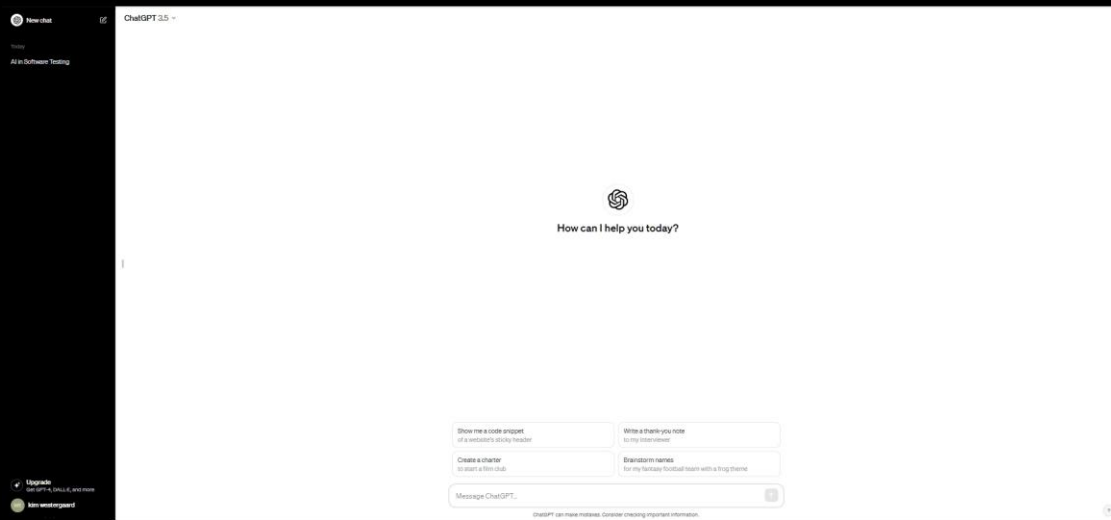 New chat
Today
AI in Software Testing
Upgrade
Get GPT-4, DALL·E, and more
kim westergaard
ChatGPT 3.5
How can I help you today?
Show me a code snippet
of a website's sticky header
Write a thank-you note
to my interviewer
Create a charter
to start a film club
Brainstorm names
for my fantasy football team with a frog theme
Message ChatGPT...
ChatGPT can make mistakes. Consider checking important information.